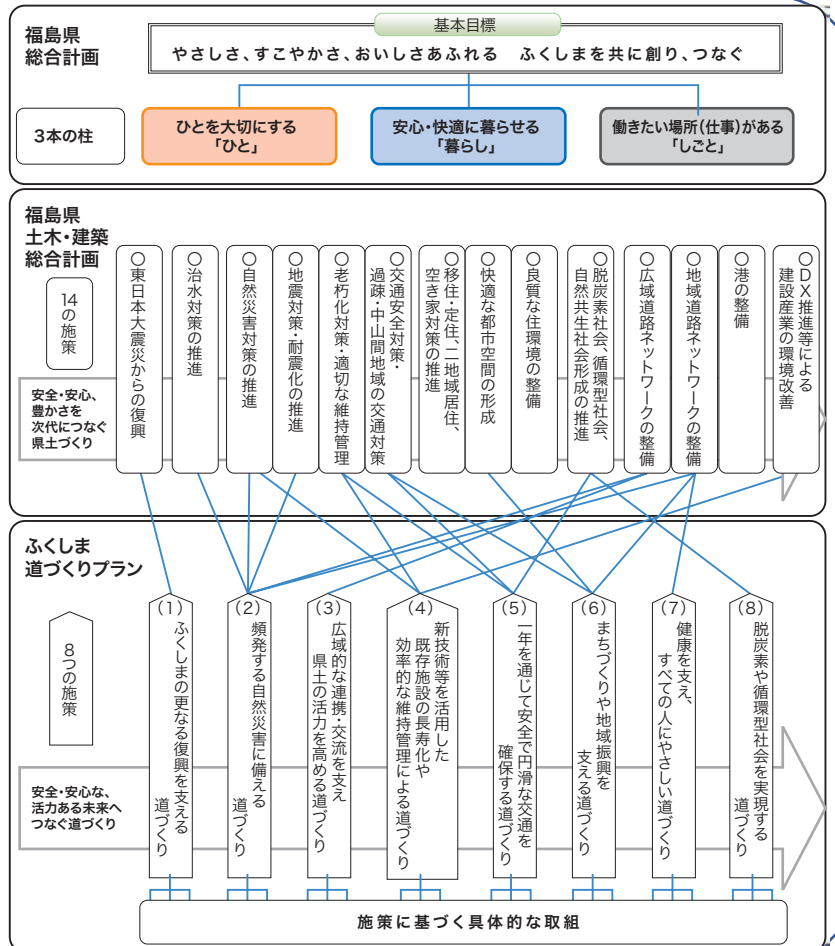 福島県
総合計画
基本目標
やさしさ、すこやかさ、おいしさあふれる　ふくしまを共に創り、つなぐ
3本の柱
ひとを大切にする
「ひと」
安心・快適に暮らせる
「暮らし」
働きたい場所(仕事)がある
「しごと」
福島県
土木・建築
総合計画
14の施策
安全・安心、
豊かさを
次代につなぐ
県土づくり
○東日本大震災からの復興
○治水対策の推進
○自然災害対策の推進
○地震対策・耐震化の推進
○老朽化対策・適切な維持管理
○交通安全対策・
過疎・中山間地域の交通対策
○移住・定住、二地域居住、
空き家対策の推進
○快適な都市空間の形成
○良質な住環境の整備
○脱炭素社会、循環型社会、
自然共生社会形成の推進
○広域道路ネットワークの整備
○地域道路ネットワークの整備
○港の整備
○DX推進等による
建設産業の環境改善
ふくしま
道づくりプラン
8つの施策
安全・安心な、
活力ある未来へ
つなぐ道づくり
(1)
ふくしまの更なる復興を支える
道づくり
(2)
頻発する自然災害に備える
道づくり
(3)
広域的な連携・交流を支え
県土の活力を高める道づくり
(4)
新技術等を活用した
既存施設の長寿化や
効率的な維持管理による道づくり
(5)
一年を通じて安全で円滑な交通を
確保する道づくり
(6)
まちづくりや地域振興を
支える道づくり
(7)
健康を支え、
すべての人にやさしい道づくり
(8)
脱炭素や循環型社会を実現する
道づくり
施策に基づく具体的な取組